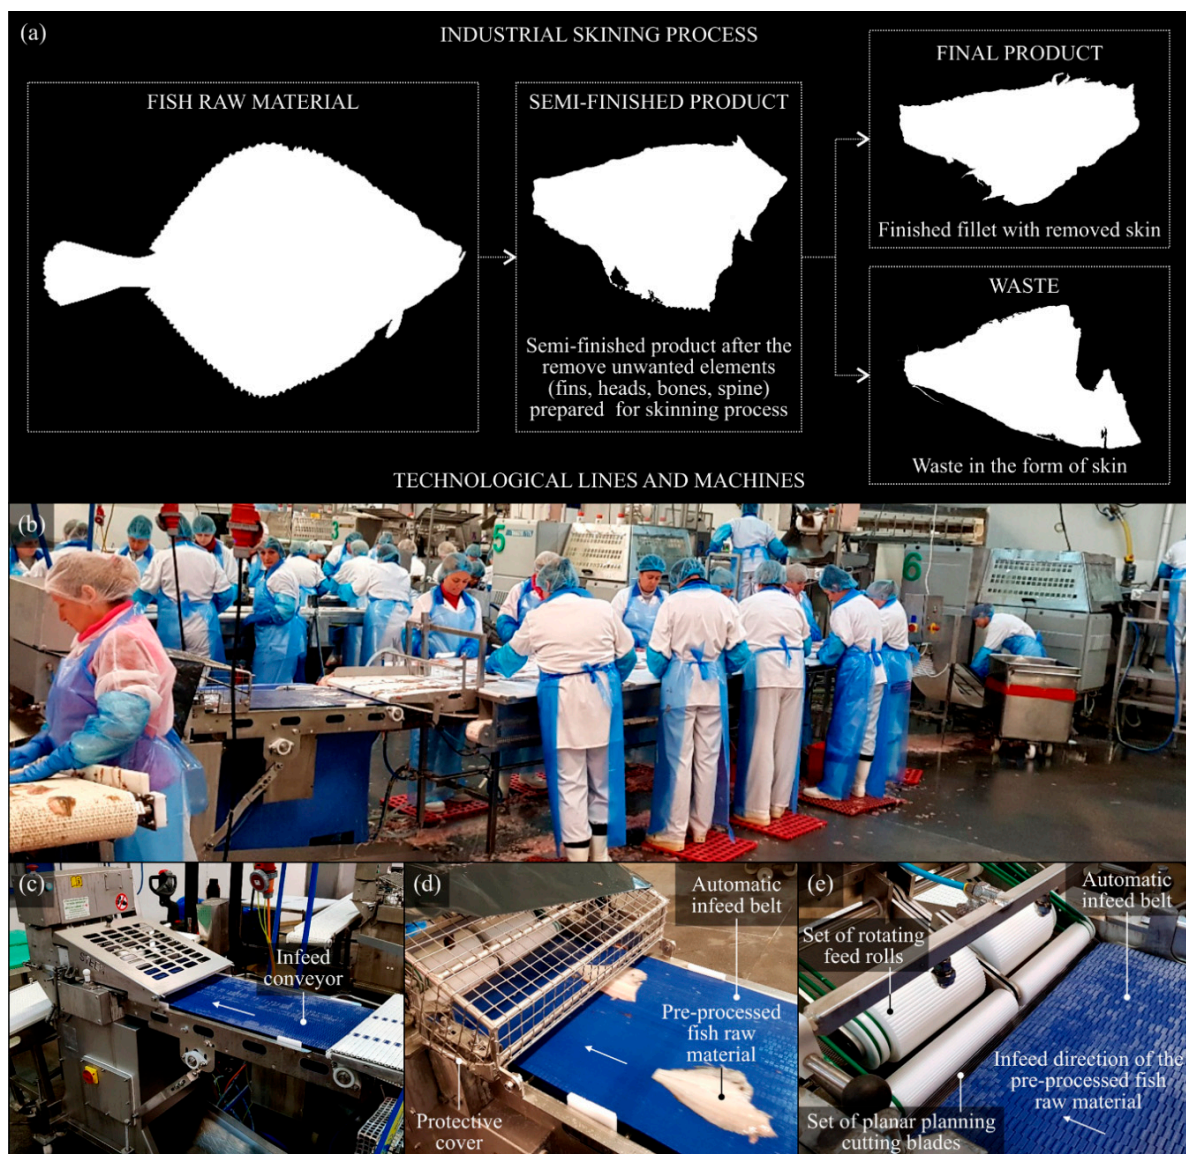 (a)
INDUSTRIAL SKINING PROCESS
FISH RAW MATERIAL
SEMI-FINISHED PRODUCT
Semi-finished product after the
remove unwanted elements
(fins, heads, bones, spine)
prepared for skinning process
FINAL PRODUCT
Finished fillet with removed skin
WASTE
Waste in the form of skin
TECHNOLOGICAL LINES AND MACHINES
(b)
3
5
6
(c)
Infeed
conveyor
(d)
Automatic
infeed belt
Pre-processed
fish raw
material
Protective
cover
(e)
Automatic
infeed belt
Set of rotating
feed rolls
Infeed direction of the
pre-processed fish
raw material
Set of planar planning
cutting blades